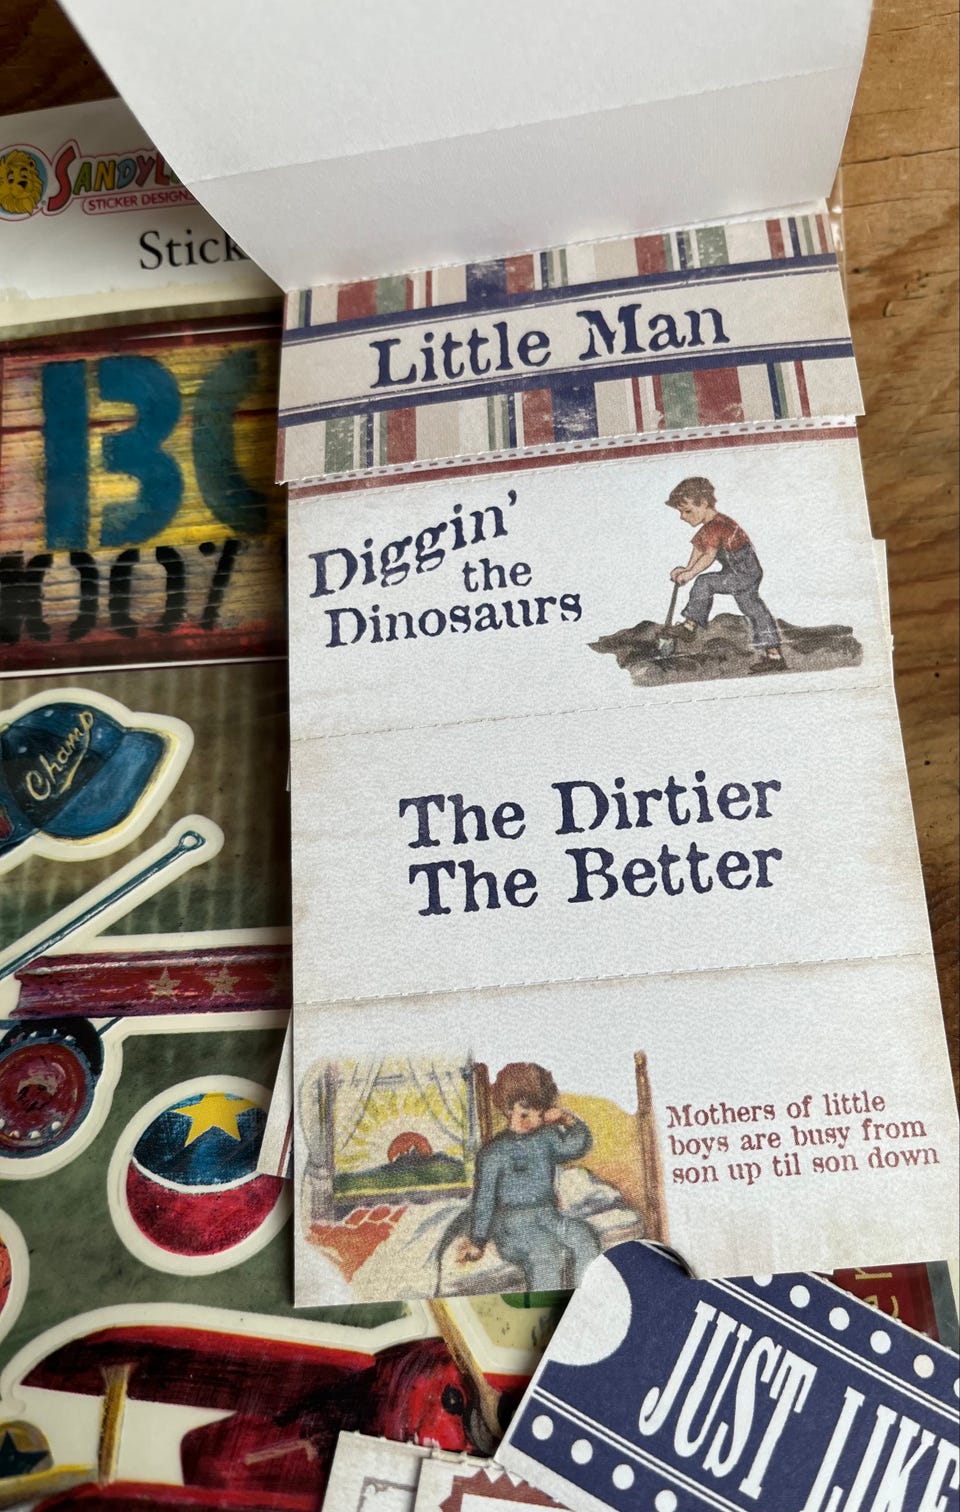 Stick
STICKER DESIGNS
Little Man
Diggin'
the
Dinosaurs
Champ
The Dirtier
The Better
Mothers of little
boys are busy from
son up til son down
JUST LIKE